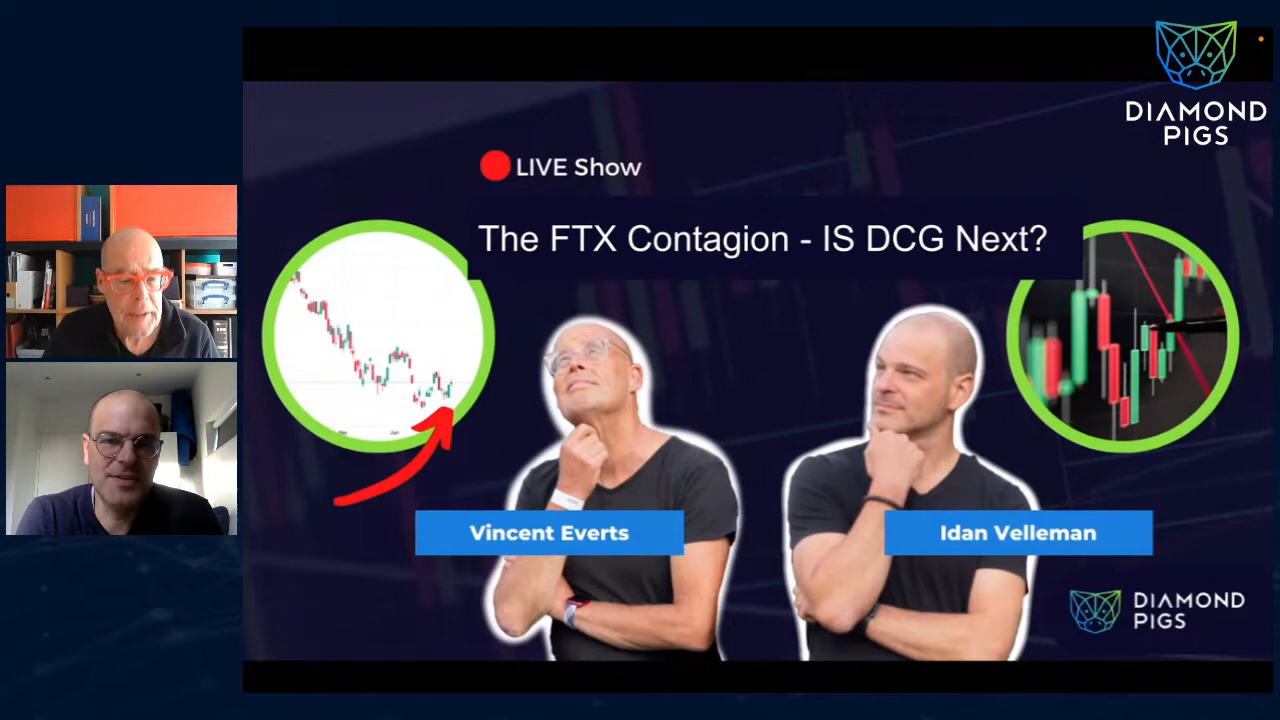 DIAMOND
PIGS
LIVE Show
The FTX Contagion - IS DCG Next?
Vincent Everts
Idan Velleman
DIAMOND
PIGS